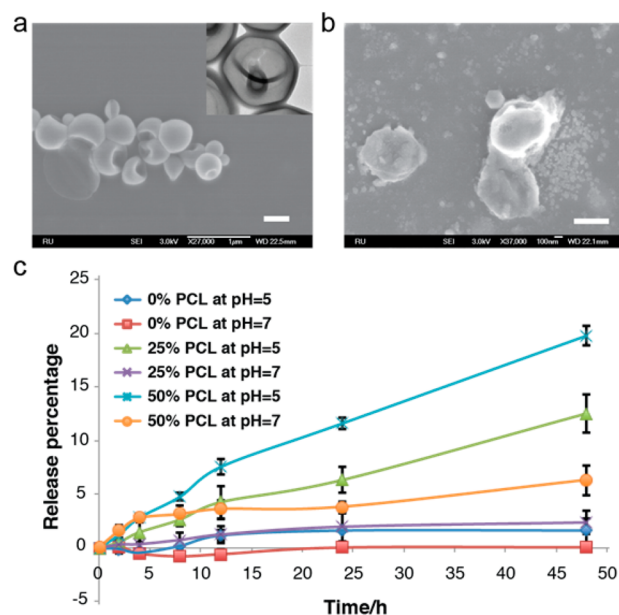 a
b
RU SEI 3.0kV X27,000 1μm WD 22.5mm
RU SEI 3.0kV X37,000 100nm WD 22.1mm
c
Release percentage
25
20
15
10
5
0
-5
0% PCL at pH=5
0% PCL at pH=7
25% PCL at pH=5
25% PCL at pH=7
50% PCL at pH=5
50% PCL at pH=7
0 5 10 15 20 25 30 35 40 45 50
Time/h